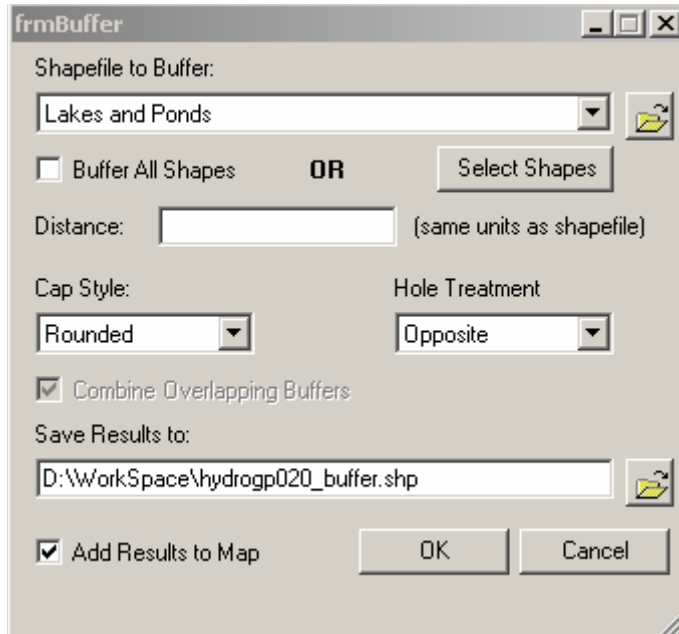 frmBuffer
Shapefile to Buffer:
Lakes and Ponds
Buffer All Shapes OR Select Shapes
Distance: (same units as shapefile)
Cap Style: Hole Treatment
Rounded Opposite
Combine Overlapping Buffers
Save Results to:
D:\WorkSpace\hydrogp020_buffer.shp
Add Results to Map OK Cancel